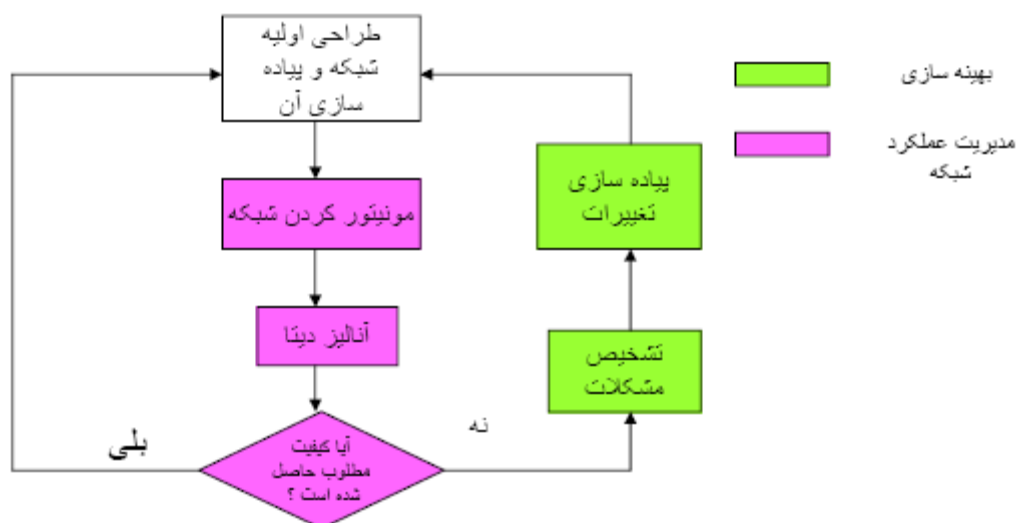 طراحی اولیه
شبکه و پیاده
سازی آن
مونیتور کردن شبکه
آنالیز دیتا
آیا کیفیت
مطلوب حاصل
شده است ؟
بلی
نه
تشخیص
مشکلات
پیاده سازی
تغییرات
بهینه سازی
مدیریت عملکرد
شبکه